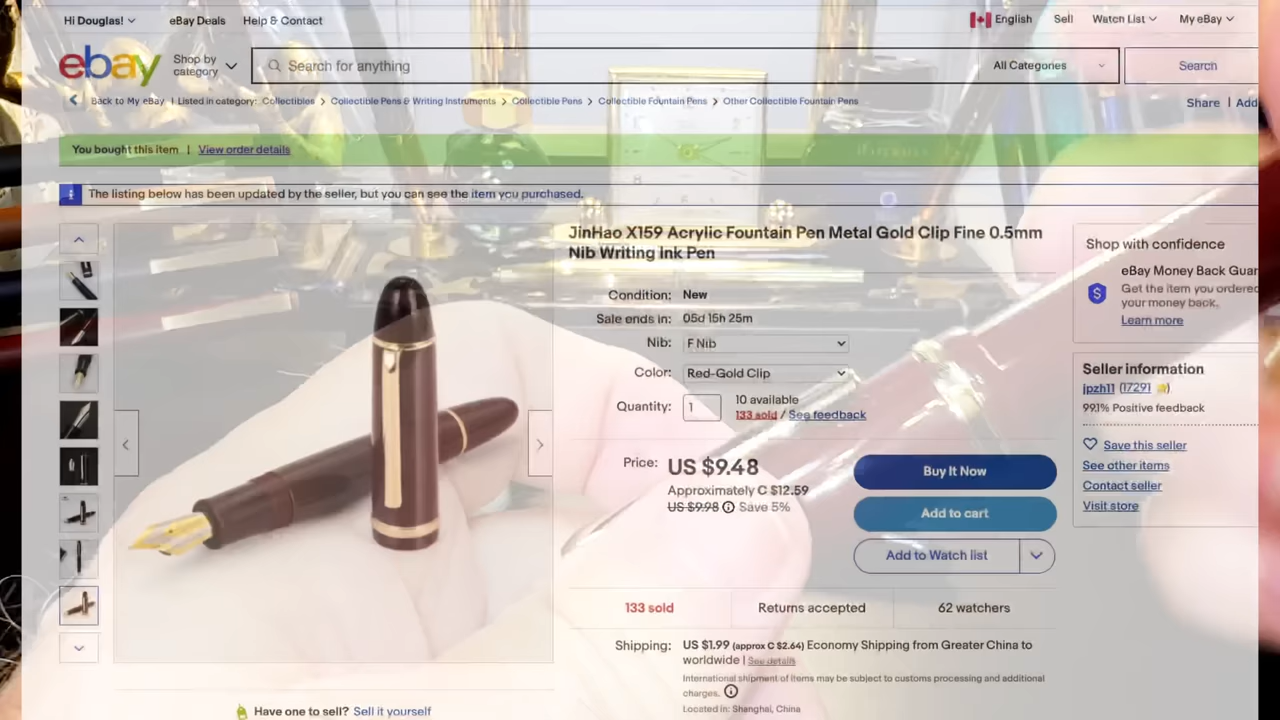 Hi Douglas! eBay Deals Help & Contact English Sell Watch List My eBay
ebay Shop by category Search for anything All Categories Search
Back to My eBay | Listed in category: Collectibles > Collectible Pens & Writing Instruments > Collectible Pens > Collectible Fountain Pens > Other Collectible Fountain Pens
Share | Add
You bought this item | View order details
The listing below has been updated by the seller, but you can see the item you purchased.
JinHao X159 Acrylic Fountain Pen Metal Gold Clip Fine 0.5mm
Nib Writing Ink Pen
Condition: New
Sale ends in: 05d 15h 25m
Nib: F Nib
Color: Red-Gold Clip
Quantity: 1 10 available
133 sold / See feedback
Price: US $9.48
Approximately C $12.59
US $9.98 Save 5%
Buy It Now
Add to cart
Add to Watch list
133 sold Returns accepted 62 watchers
Shipping: US $1.99 (approx C $2.64) Economy Shipping from Greater China to
worldwide | See details
International shipment of items may be subject to customs processing and additional
charges.
Located in: Shanghai, China
Shop with confidence
eBay Money Back Guar
Get the item you ordered
your money back.
Learn more
Seller information
jpzh11 (17291)
99.1% Positive feedback
Save this seller
See other items
Contact seller
Visit store
Have one to sell? Sell it yourself